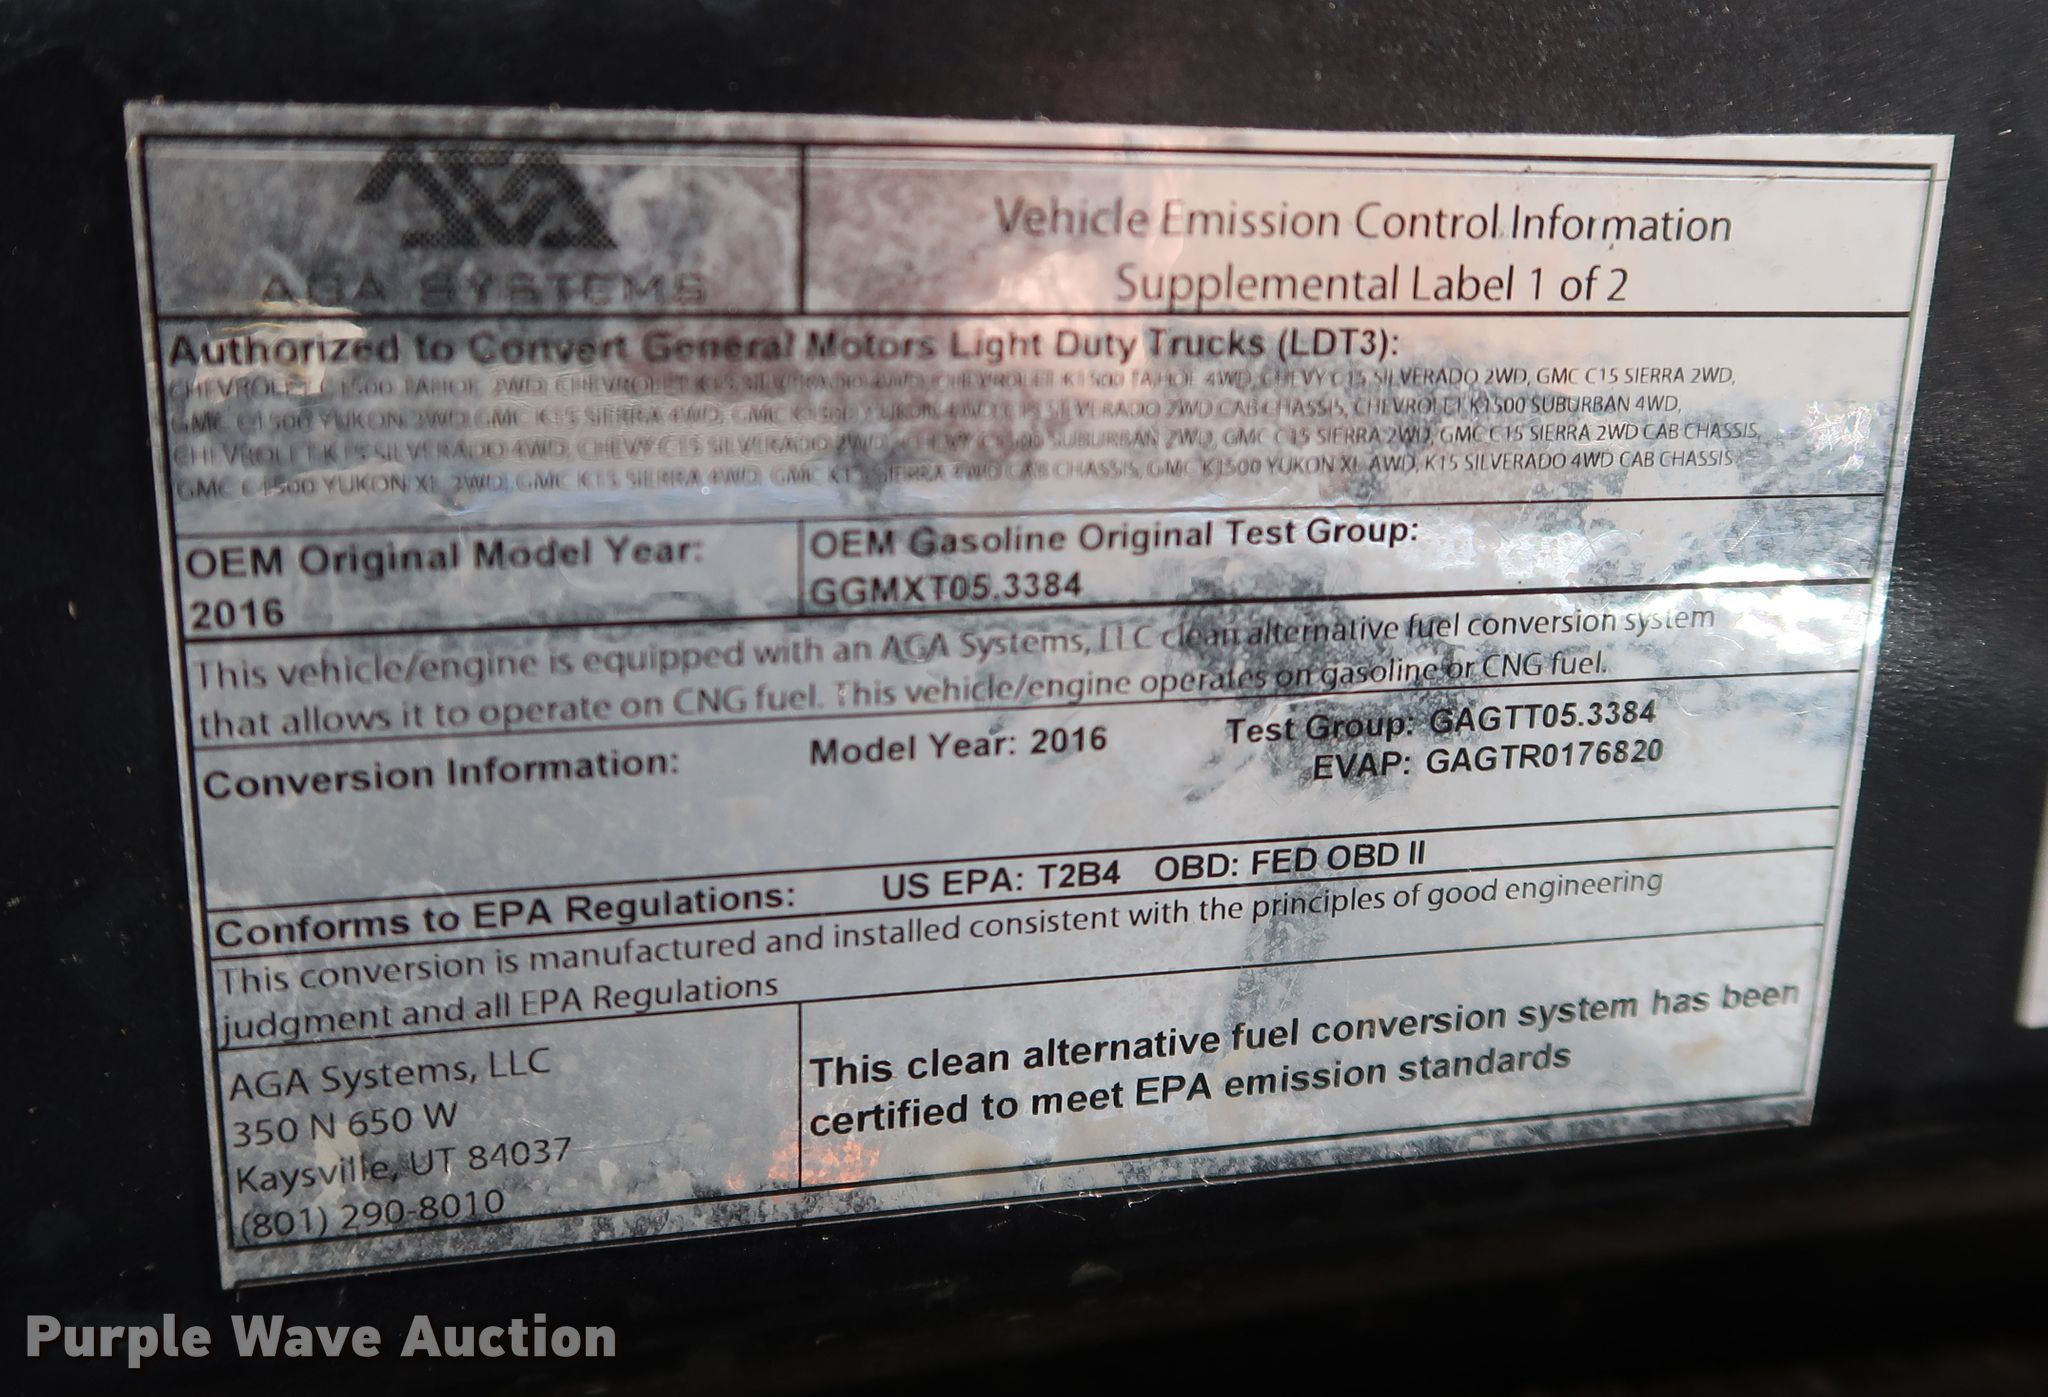 AGA SYSTEMS
Vehicle Emission Control Information
Supplemental Label 1 of 2
Authorized to Convert General Motors Light Duty Trucks (LDT3):
CHEVROLET C1500 TAHOE 2WD, CHEVROLET K15 SILVERADO 4WD, CHEVROLET K1500 TAHOE 4WD, CHEVY C15 SILVERADO 2WD, GMC C15 SIERRA 2WD,
GMC C1500 YUKON 2WD, GMC K15 SIERRA 4WD, GMC K1500 YUKON 4WD, C15 SILVERADO 2WD CAB CHASSIS, CHEVROLET K1500 SUBURBAN 4WD,
CHEVROLET K15 SILVERADO 4WD, CHEVY C15 SILVERADO 2WD, CHEVY C1500 SUBURBAN 2WD, GMC C15 SIERRA 2WD, GMC C15 SIERRA 2WD CAB CHASSIS,
GMC C1500 YUKON XL 2WD, GMC K15 SIERRA 4WD, GMC K15 SIERRA 4WD CAB CHASSIS, GMC K1500 YUKON XL AWD, K15 SILVERADO 4WD CAB CHASSIS
OEM Original Model Year:
2016
OEM Gasoline Original Test Group:
GGMXT05.3384
This vehicle/engine is equipped with an AGA Systems, LLC clean alternative fuel conversion system
that allows it to operate on CNG fuel. This vehicle/engine operates on gasoline or CNG fuel.
Conversion Information: Model Year: 2016 Test Group: GAGTT05.3384
EVAP: GAGTR0176820
Conforms to EPA Regulations: US EPA: T2B4 OBD: FED OBD II
This conversion is manufactured and installed consistent with the principles of good engineering
judgment and all EPA Regulations
AGA Systems, LLC
350 N 650 W
Kaysville, UT 84037
(801) 290-8010
This clean alternative fuel conversion system has been
certified to meet EPA emission standards
Purple Wave Auction